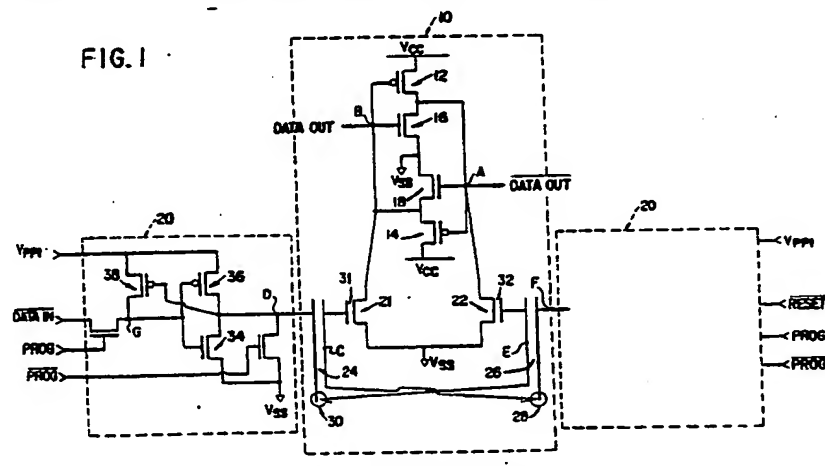 FIG. 1
10
VCC
12
B
16
DATA OUT
A
VSS
DATA OUT
18
14
VCC
20
VPPI
38
36
D
DATA IN
G
34
PROG
PROG
VSS
31
21
22
32
F
C
VSS
E
24
26
30
28
20
VPPI
RESET
PROG
PROG